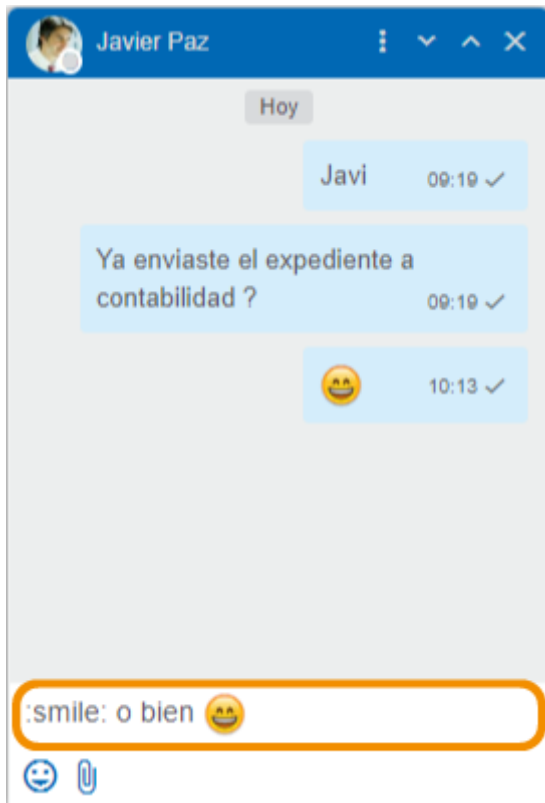 Javier Paz
Hoy
Javi 09:19
Ya enviaste el expediente a
contabilidad ? 09:19
😄 10:13
:smile: o bien 😄